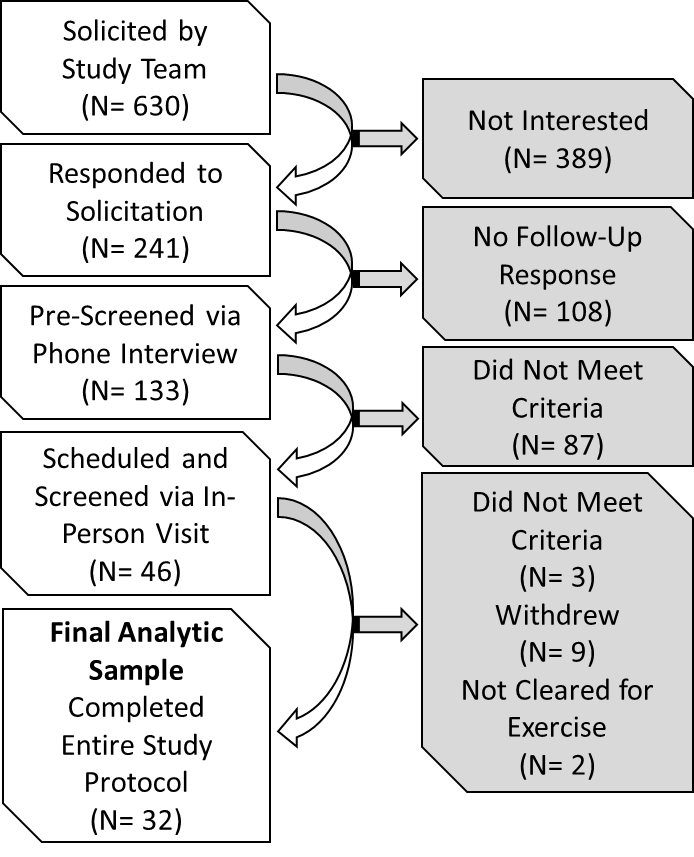 Solicited by
Study Team
(N= 630)
Not Interested
(N= 389)
Responded to
Solicitation
(N= 241)
No Follow-Up
Response
(N= 108)
Pre-Screened via
Phone Interview
(N= 133)
Did Not Meet
Criteria
(N= 87)
Scheduled and
Screened via In-
Person Visit
(N= 46)
Did Not Meet
Criteria
(N= 3)
Withdrew
(N= 9)
Not Cleared for
Exercise
(N= 2)
Final Analytic
Sample
Completed
Entire Study
Protocol
(N= 32)